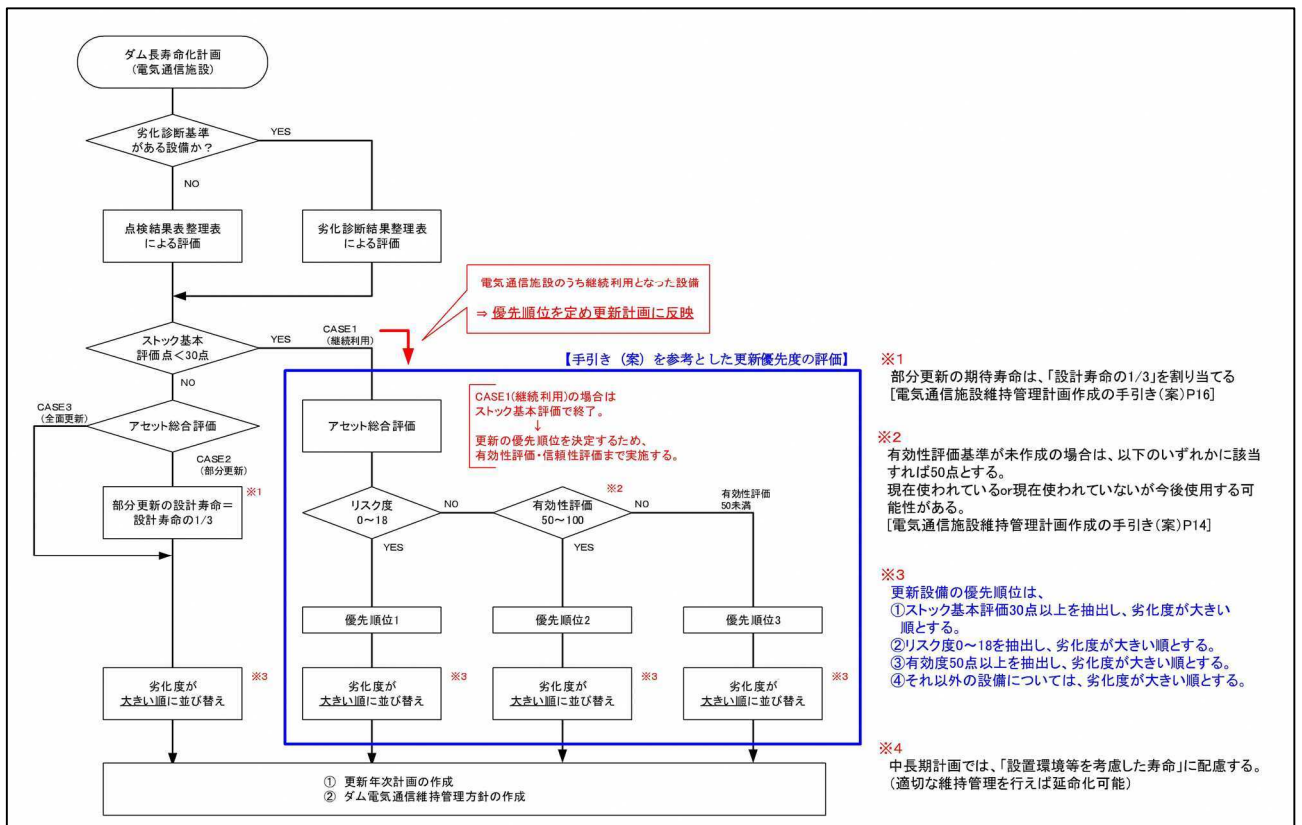 ダム長寿命化計画
(電気通信施設)
劣化診断基準
がある設備か？
YES
NO
点検結果表整理表
による評価
劣化診断結果整理表
による評価
電気通信施設のうち継続利用となった設備
⇒ 優先順位を定め更新計画に反映
ストック基本
評価点＜30点
YES
CASE1
(継続利用)
NO
【手引き（案）を参考とした更新優先度の評価】
CASE3
(全面更新)
アセット総合評価
CASE2
(部分更新)
アセット総合評価
CASE1(継続利用)の場合は
ストック基本評価で終了。
↓
更新の優先順位を決定するため、
有効性評価・信頼性評価まで実施する。
部分更新の設計寿命＝
設計寿命の1/3
※1
リスク度
0～18
NO
YES
※2
有効性評価
50～100
NO
YES
有効性評価
50未満
優先順位1
優先順位2
優先順位3
劣化度が
大きい順に並び替え
※3
劣化度が
大きい順に並び替え
※3
劣化度が
大きい順に並び替え
※3
劣化度が
大きい順に並び替え
※3
① 更新年次計画の作成
② ダム電気通信維持管理方針の作成
※1
部分更新の期待寿命は、「設計寿命の1/3」を割り当てる
[電気通信施設維持管理計画作成の手引き(案)P16]
※2
有効性評価基準が未作成の場合は、以下のいずれかに該当
すれば50点とする。
現在使われているor現在使われていないが今後使用する可
能性がある。
[電気通信施設維持管理計画作成の手引き(案)P14]
※3
更新設備の優先順位は、
①ストック基本評価30点以上を抽出し、劣化度が大きい
順とする。
②リスク度0～18を抽出し、劣化度が大きい順とする。
③有効度50点以上を抽出し、劣化度が大きい順とする。
④それ以外の設備については、劣化度が大きい順とする。
※4
中長期計画では、「設置環境等を考慮した寿命」に配慮する。
(適切な維持管理を行えば延命化可能)